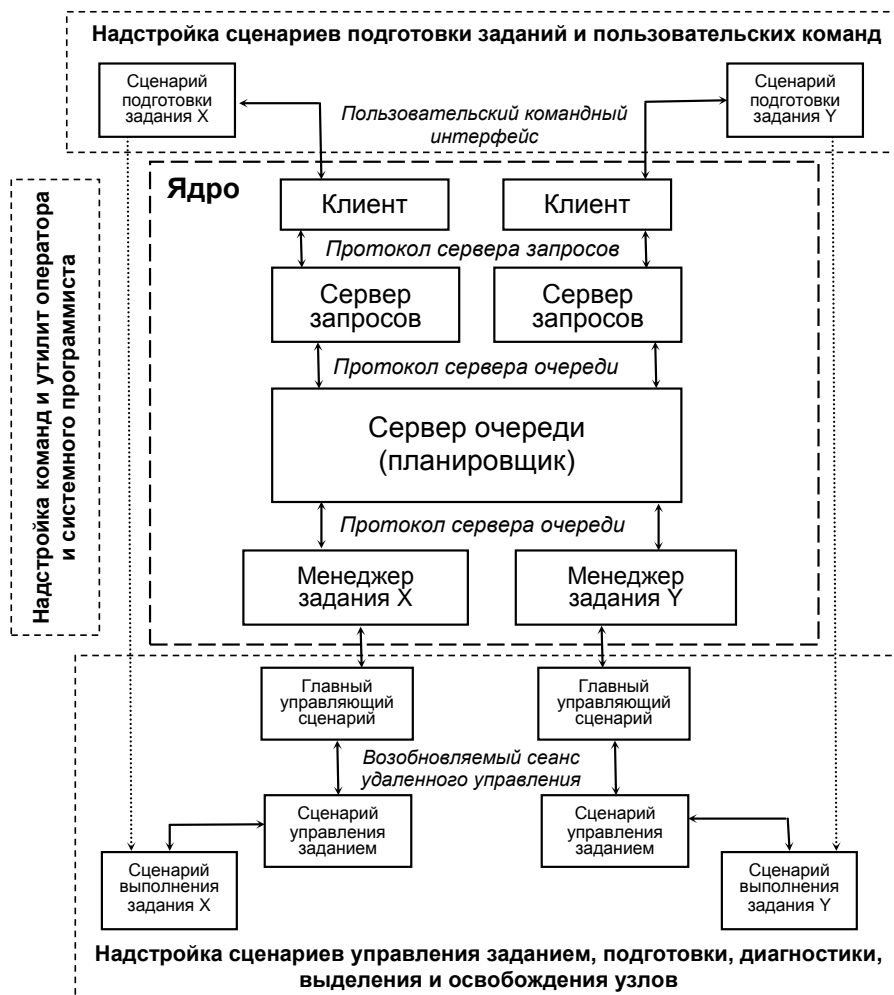 Надстройка сценариев подготовки заданий и пользовательских команд
Сценарий
подготовки
задания X
Пользовательский командный
интерфейс
Сценарий
подготовки
задания Y
Надстройка команд и утилит оператора
и системного программиста
Ядро
Клиент
Клиент
Протокол сервера запросов
Сервер
запросов
Сервер
запросов
Протокол сервера очереди
Сервер очереди
(планировщик)
Протокол сервера очереди
Менеджер
задания X
Менеджер
задания Y
Главный
управляющий
сценарий
Главный
управляющий
сценарий
Возобновляемый сеанс
удаленного управления
Сценарий
управления
заданием
Сценарий
управления
заданием
Сценарий
выполнения
задания X
Сценарий
выполнения
задания Y
Надстройка сценариев управления заданием, подготовки, диагностики,
выделения и освобождения узлов